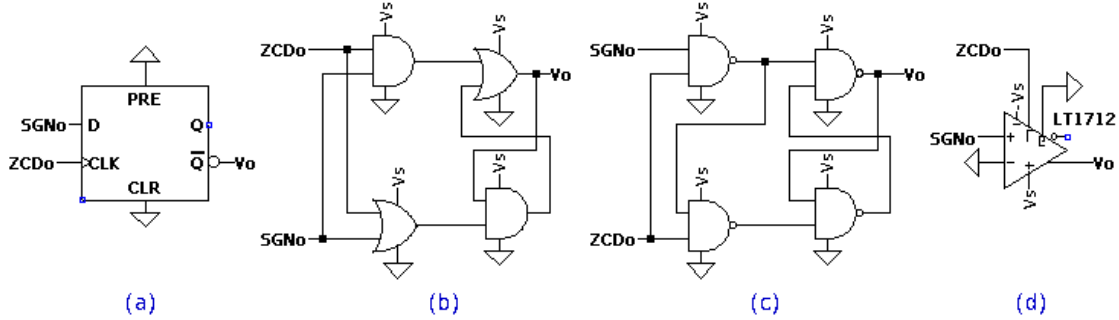 PRE
SGNo D Q
ZCDo CLK Q Vo
CLR
(a)
Vs
ZCDo
Vs
Vo
Vs
Vs
SGNo
(b)
Vs
SGNo
Vs
Vo
Vs
Vs
ZCDo
(c)
ZCDo
-Vs
LT1712
SGNo + L E
- +
Vo
Vs
(d)